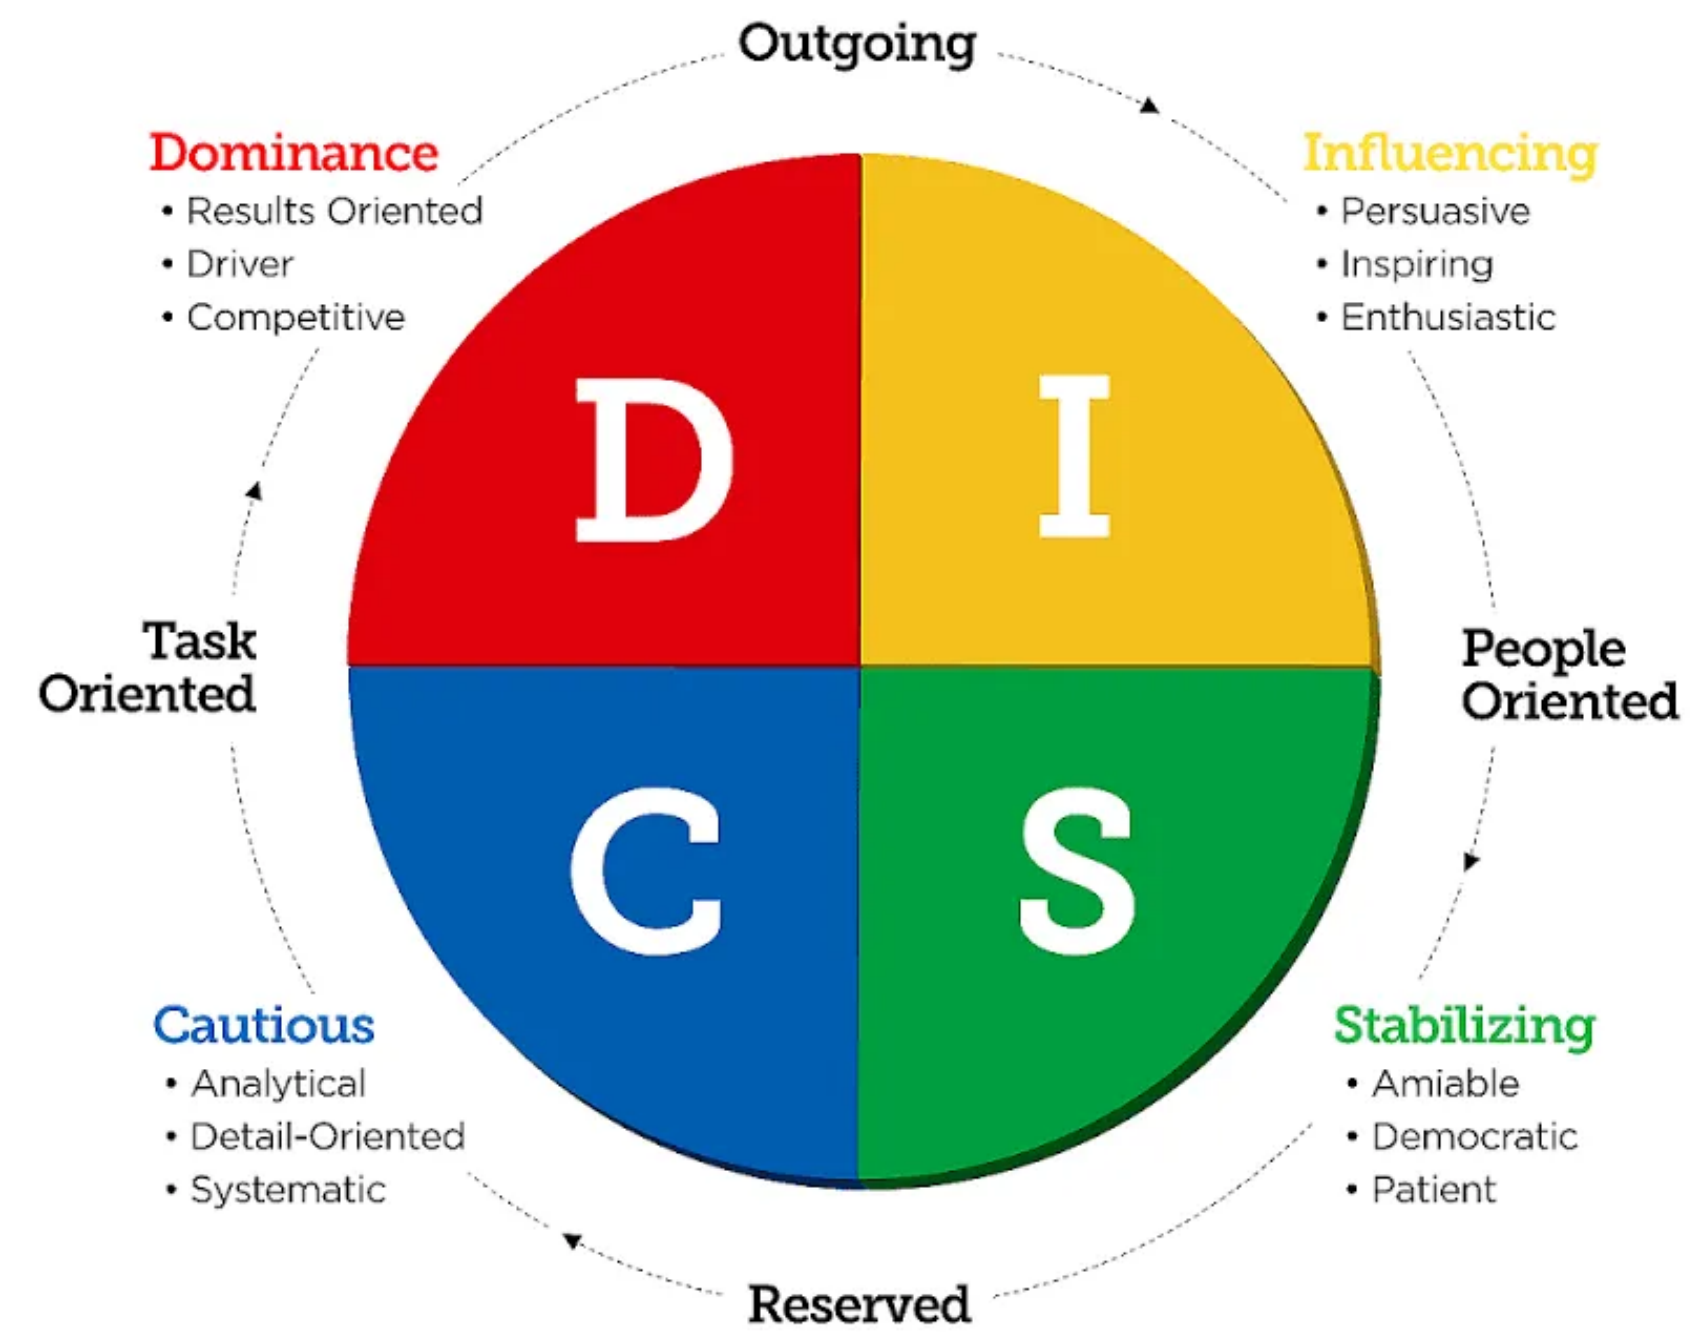 Outgoing
Dominance
• Results Oriented
• Driver
• Competitive
Influencing
• Persuasive
• Inspiring
• Enthusiastic
D
I
Task
Oriented
People
Oriented
C
S
Cautious
• Analytical
• Detail-Oriented
• Systematic
Stabilizing
• Amiable
• Democratic
• Patient
Reserved